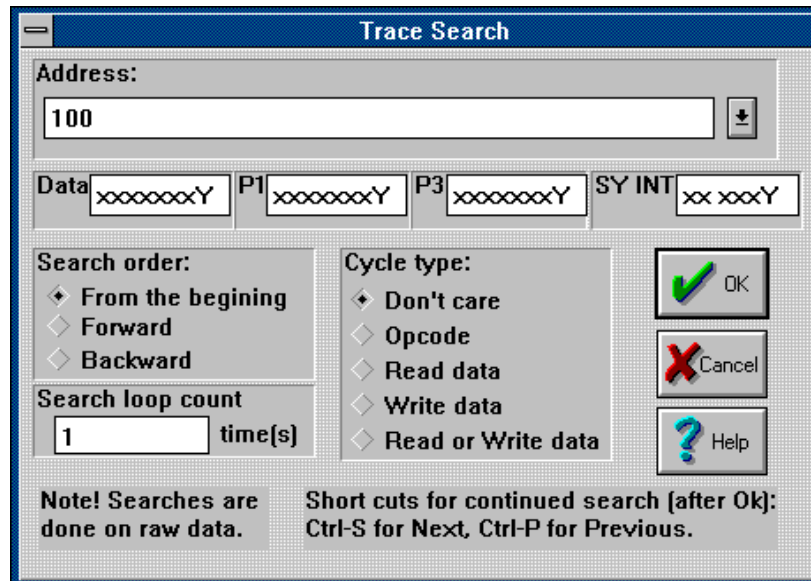 Trace Search
Address:
100
Data xxxxxxxY P1 xxxxxxxY P3 xxxxxxxY SY INT xx xxxY
Search order:
From the begining
Forward
Backward
Search loop count
1 time(s)
Cycle type:
Don't care
Opcode
Read data
Write data
Read or Write data
OK
Cancel
Help
Note! Searches are
done on raw data.
Short cuts for continued search (after Ok):
Ctrl-S for Next, Ctrl-P for Previous.